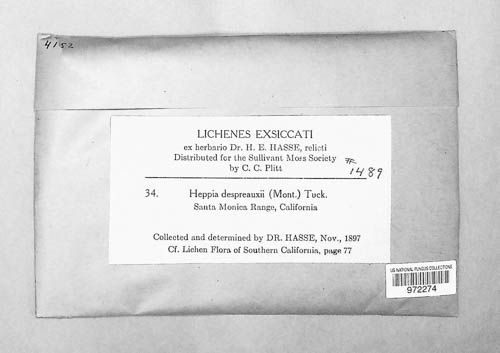 4152
LICHENES EXSICCATI
ex herbario Dr. H. E. HASSE, relicti
Distributed for the Sullivant Moss Society
by C. C. Plitt
1489
34. Heppia despreauxii (Mont.) Tuck.
Santa Monica Range, California
Collected and determined by DR. HASSE, Nov., 1897
Cf. Lichen Flora of Southern California, page 77
US NATIONAL FUNGUS COLLECTIONS
972274